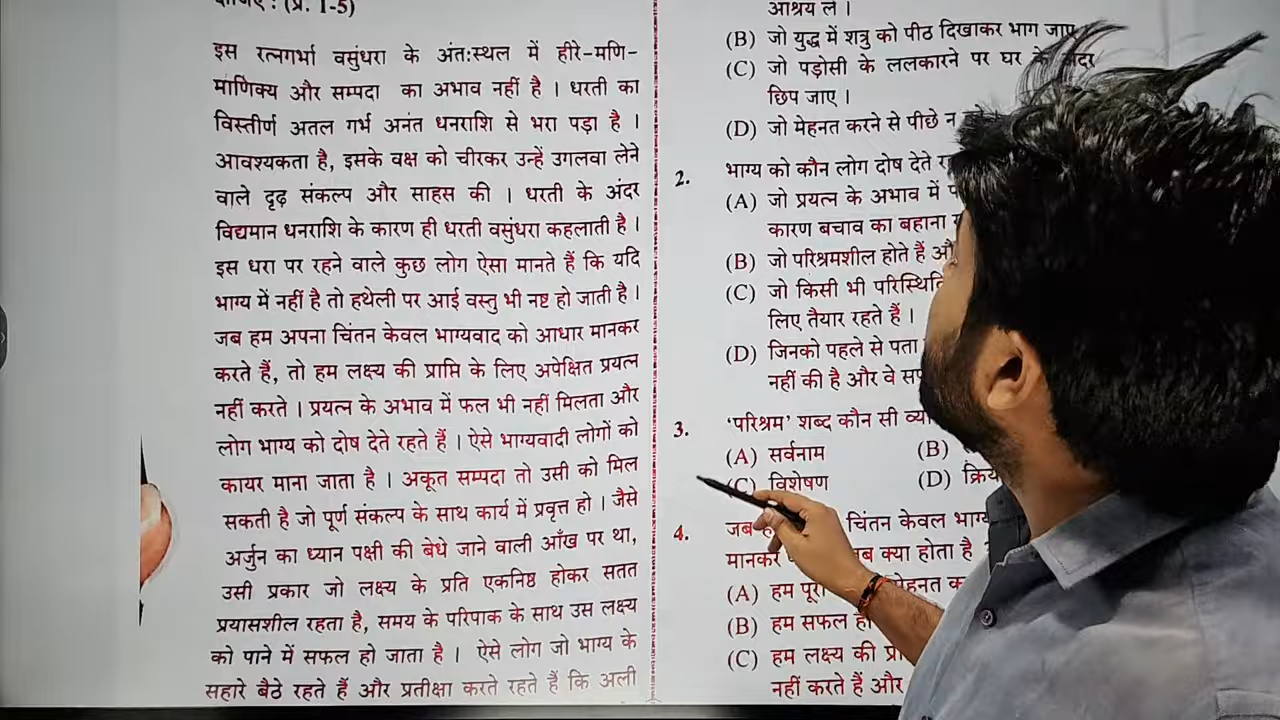 दीजिए : (प्र. 1-5)
इस रत्नगर्भा वसुंधरा के अंत:स्थल में हीरे-मणि-
माणिक्य और सम्पदा का अभाव नहीं है । धरती का
विस्तीर्ण अतल गर्भ अनंत धनराशि से भरा पड़ा है ।
आवश्यकता है, इसके वक्ष को चीरकर उन्हें उगलवा लेने
वाले दृढ़ संकल्प और साहस की । धरती के अंदर
विद्यमान धनराशि के कारण ही धरती वसुंधरा कहलाती है ।
इस धरा पर रहने वाले कुछ लोग ऐसा मानते हैं कि यदि
भाग्य में नहीं है तो हथेली पर आई वस्तु भी नष्ट हो जाती है ।
जब हम अपना चिंतन केवल भाग्यवाद को आधार मानकर
करते हैं, तो हम लक्ष्य की प्राप्ति के लिए अपेक्षित प्रयत्न
नहीं करते । प्रयत्न के अभाव में फल भी नहीं मिलता और
लोग भाग्य को दोष देते रहते हैं । ऐसे भाग्यवादी लोगों को
कायर माना जाता है । अकूत सम्पदा तो उसी को मिल
सकती है जो पूर्ण संकल्प के साथ कार्य में प्रवृत्त हो । जैसे
अर्जुन का ध्यान पक्षी की बेधे जाने वाली आँख पर था,
उसी प्रकार जो लक्ष्य के प्रति एकनिष्ठ होकर सतत
प्रयासशील रहता है, समय के परिपाक के साथ उस लक्ष्य
को पाने में सफल हो जाता है । ऐसे लोग जो भाग्य के
सहारे बैठे रहते हैं और प्रतीक्षा करते रहते हैं कि अली
आश्रय ले ।
(B) जो युद्ध में शत्रु को पीठ दिखाकर भाग जाए
(C) जो पड़ोसी के ललकारने पर घर के
छिप जाए ।
(D) जो मेहनत करने से पीछे न
2. भाग्य को कौन लोग दोष देते
(A) जो प्रयत्न के अभाव में
कारण बचाव का बहाना
(B) जो परिश्रमशील होते हैं
(C) जो किसी भी
लिए तैयार रहते हैं ।
(D) जिनको पहले से पता
नहीं की है और वे
3. 'परिश्रम' शब्द कौन सी
(A) सर्वनाम (B)
(C) विशेषण (D)
4. जब चिंतन केवल
मानकर क्या होता है
(A) हम
(B) हम सफल
(C) हम लक्ष्य की
नहीं करते हैं और